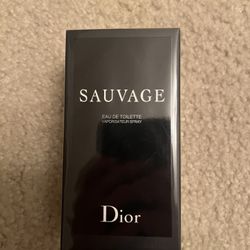 SAUVAGE
EAU DE TOILETTE
VAPORISATEUR SPRAY
Dior